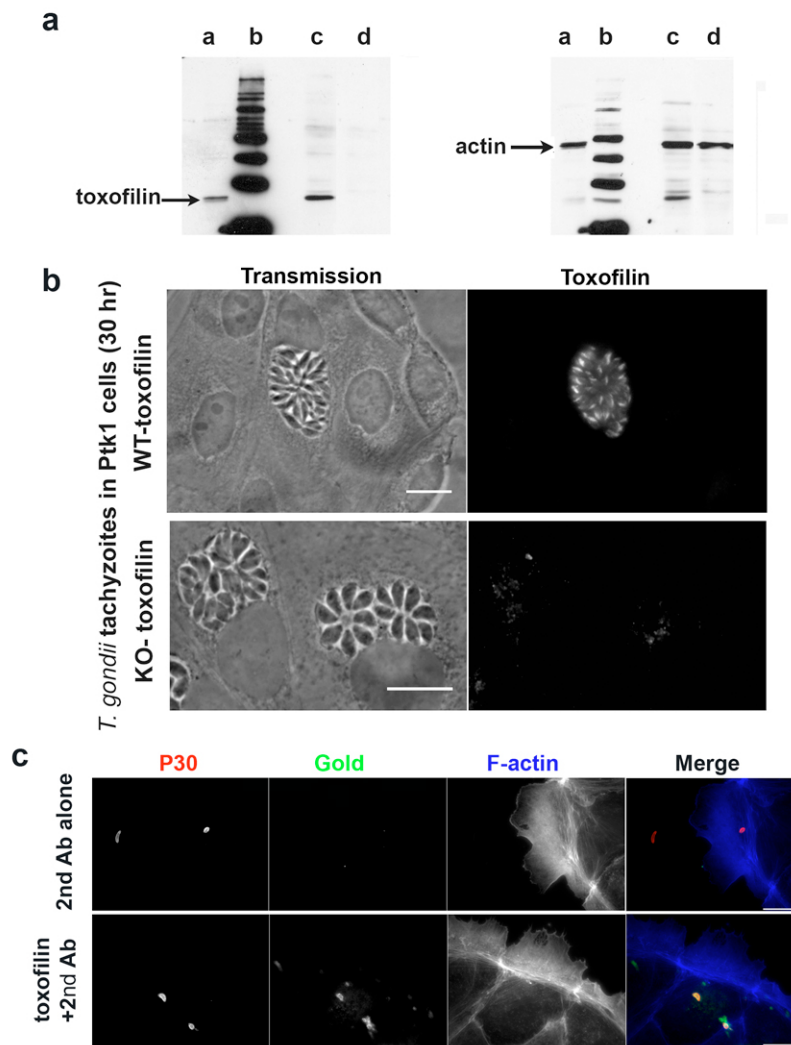 a
a b c d
a b c d
toxofilin
actin
b
Transmission
Toxofilin
T. gondii tachyzoites in Ptk1 cells (30 hr)
WT-toxofilin
KO- toxofilin
c
P30
Gold
F-actin
Merge
2nd Ab alone
toxofilin
+2nd Ab